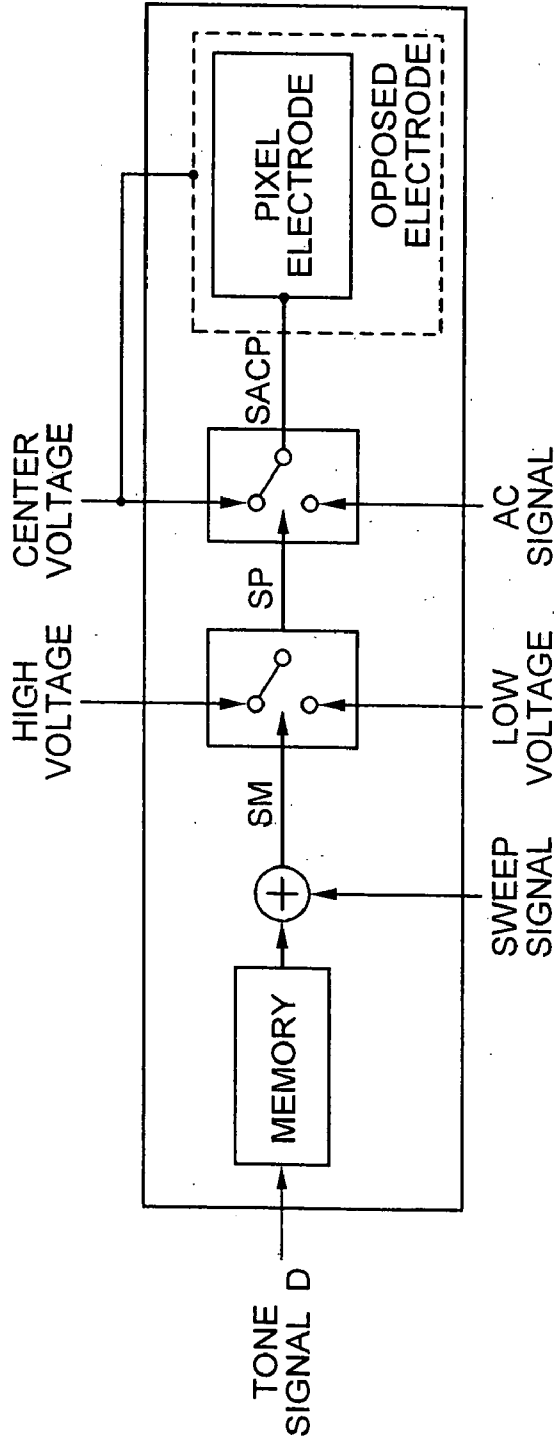 TONE
SIGNAL D
MEMORY
SWEEP
SIGNAL
SM
HIGH
VOLTAGE
LOW
VOLTAGE
SP
CENTER
VOLTAGE
AC
SIGNAL
SACP
PIXEL
ELECTRODE
OPPOSED
ELECTRODE